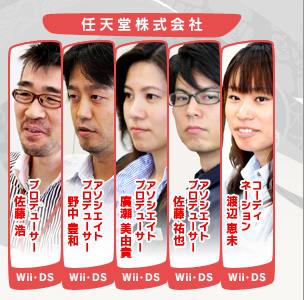 任天堂株式会社
プロデューサー
佐藤 浩
アソシエイト
プロデューサー
野中 豊和
アソシエイト
プロデューサー
廣瀬 美由貴
アソシエイト
プロデューサー
佐藤 祐也
コーディ
ネーション
渡辺 恵未
Wii・DS
Wii・DS
Wii・DS
Wii・DS
Wii・DS